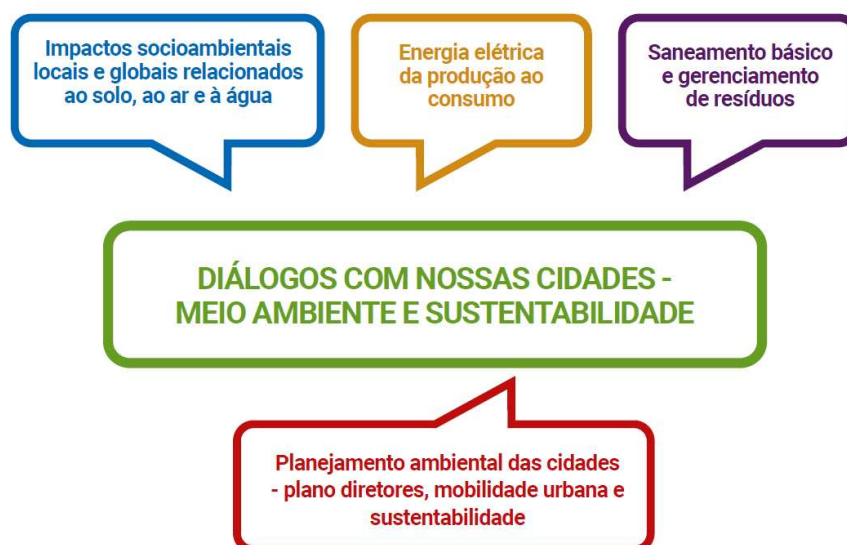 Impactos socioambientais
locais e globais relacionados
ao solo, ao ar e à água
Energia elétrica
da produção ao
consumo
Saneamento básico
e gerenciamento
de resíduos
DIÁLOGOS COM NOSSAS CIDADES -
MEIO AMBIENTE E SUSTENTABILIDADE
Planejamento ambiental das cidades
- plano diretores, mobilidade urbana e
sustentabilidade